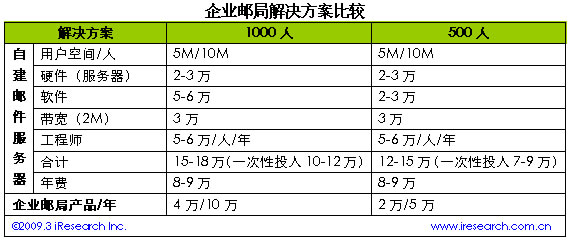 企业邮局解决方案比较
解决方案 1000 人 500 人
自建邮件服务器
用户空间/人 5M/10M 5M/10M
硬件（服务器） 2-3 万 2-3 万
软件 5-6 万 2-3 万
带宽（2M） 3 万 3 万
工程师 5-6 万/人/年 5-6 万/人/年
合计 15-18 万(一次性投入 10-12 万) 12-15 万(一次性投入 7-9 万)
年费 8-9 万 8-9 万
企业邮局产品/年 4 万/10 万 2 万/5 万
©2009.3 iResearch Inc. www.iresearch.com.cn